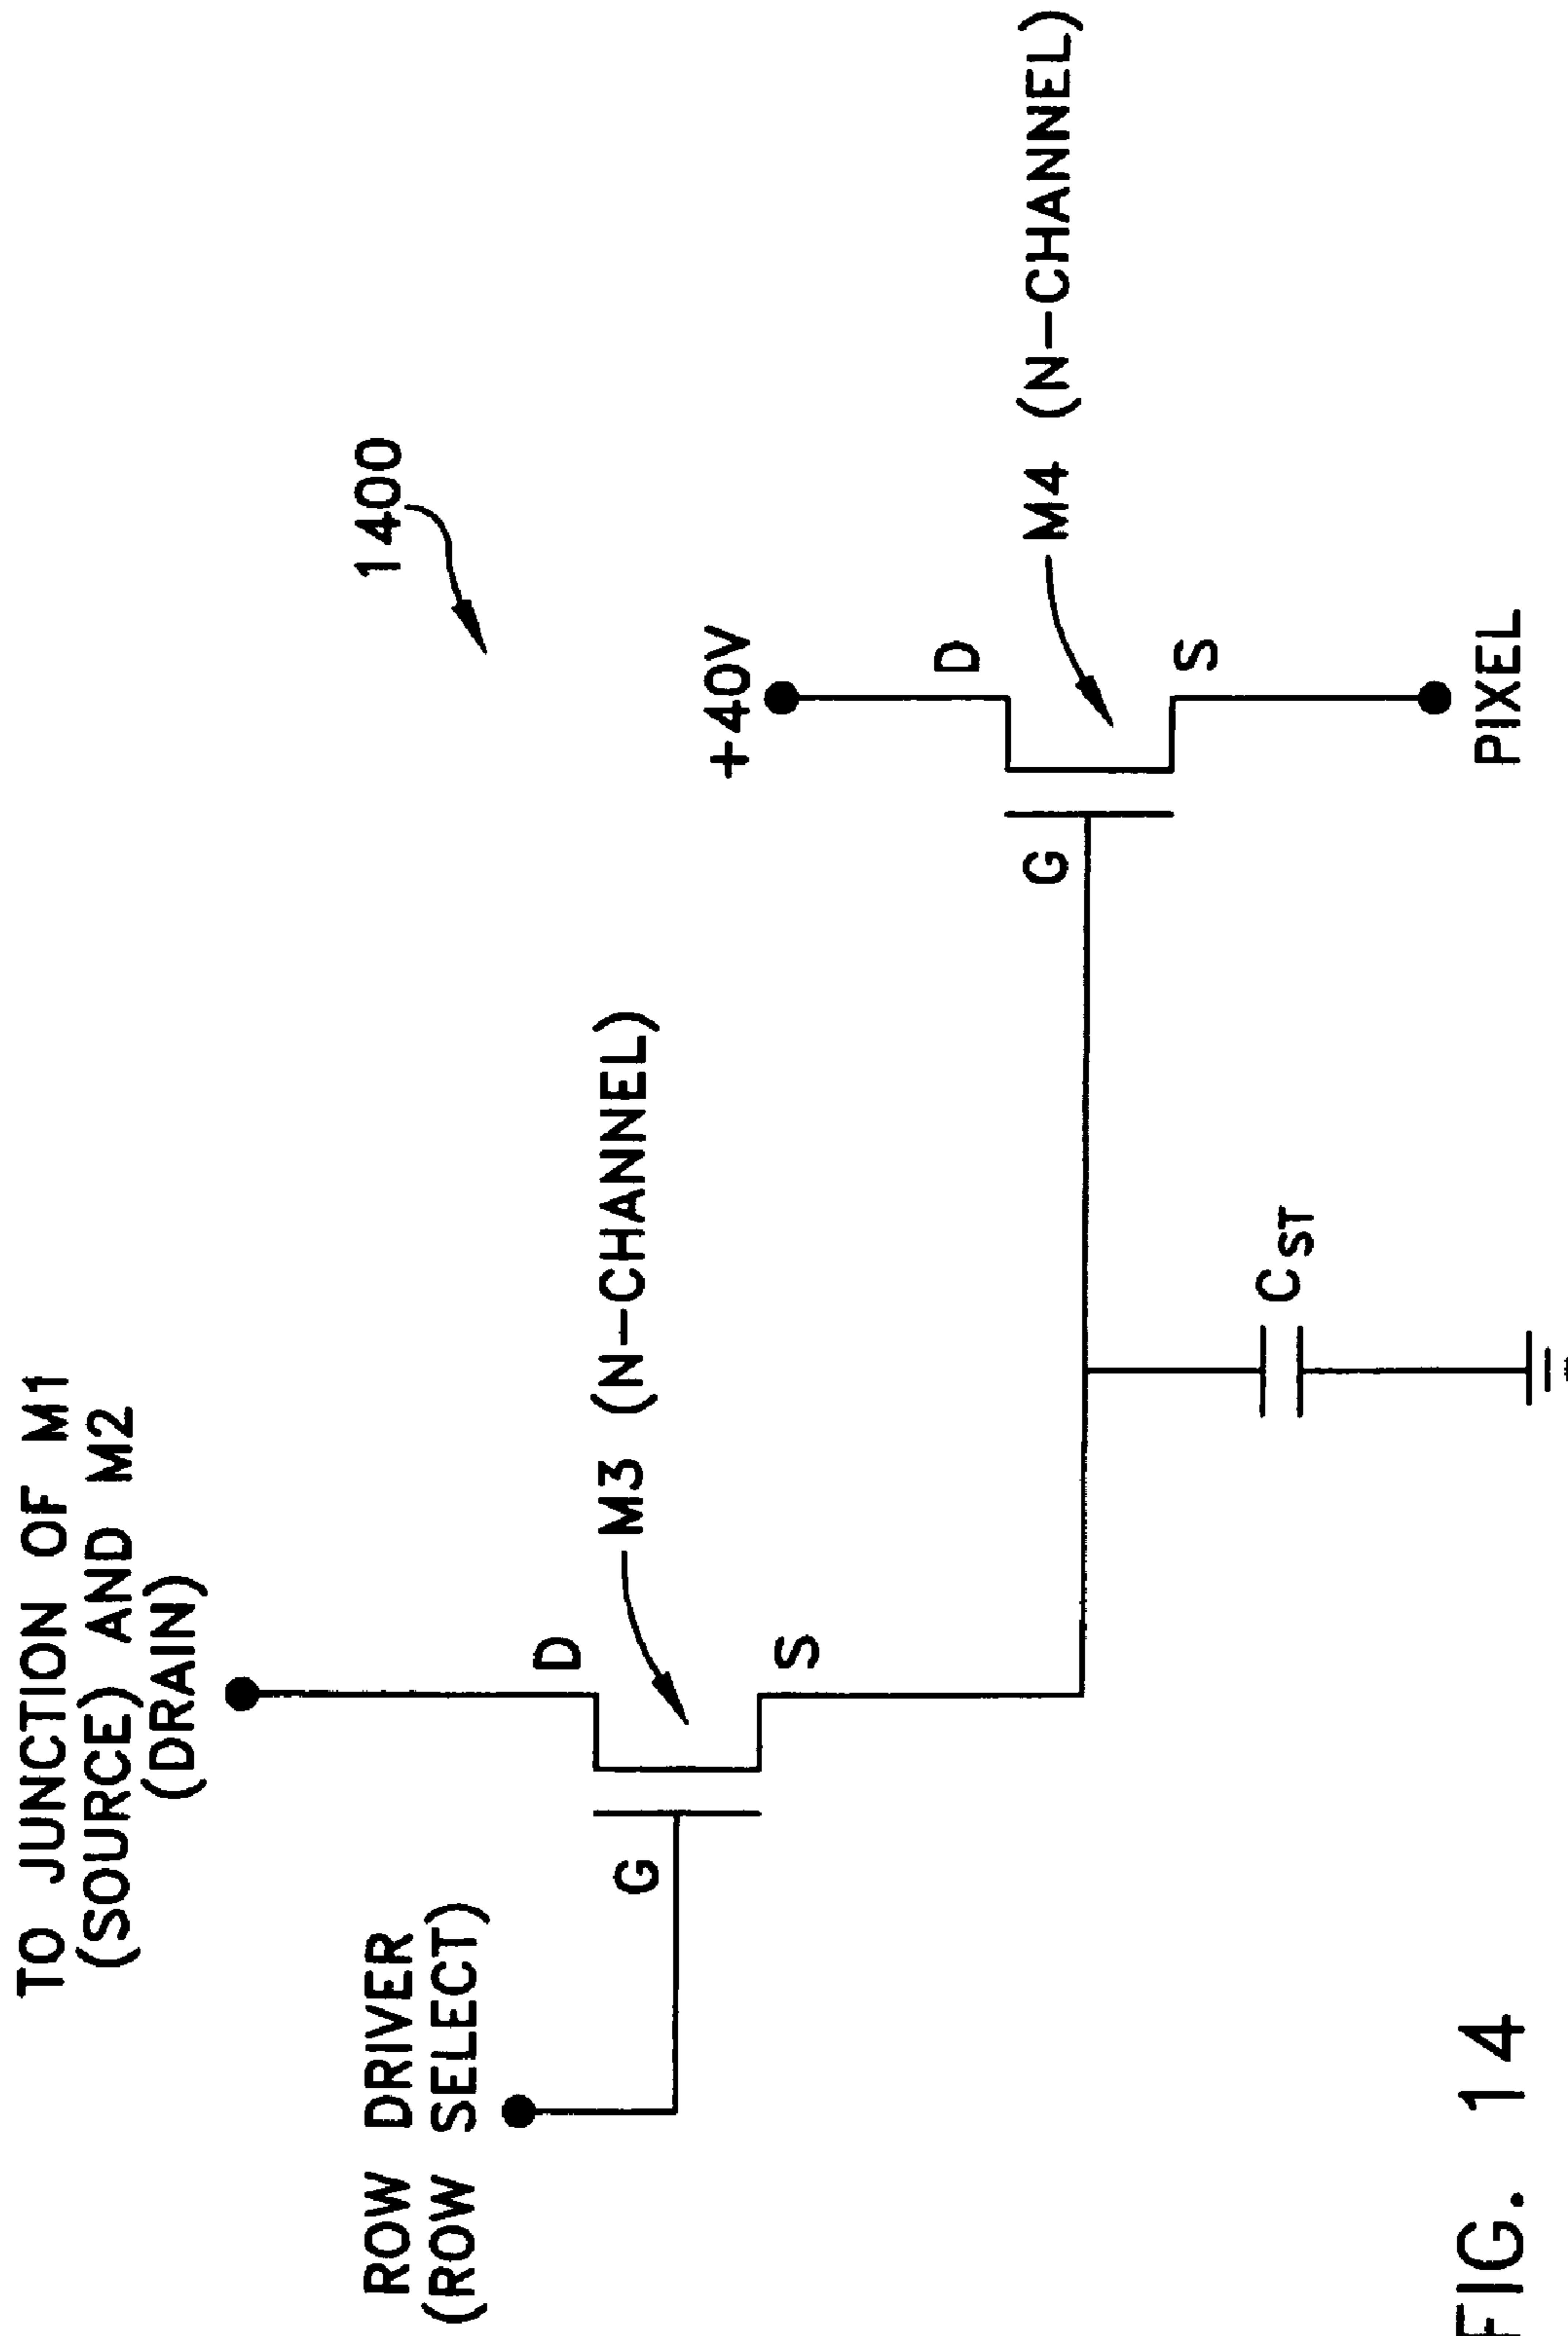 TO JUNCTION OF M1
(SOURCE) AND M2
(DRAIN)
ROW DRIVER
(ROW SELECT)
1400
D
M3 (N-CHANNEL)
G
S
+40V
D
M4 (N-CHANNEL)
G
S
CST
PIXEL
FIG. 14